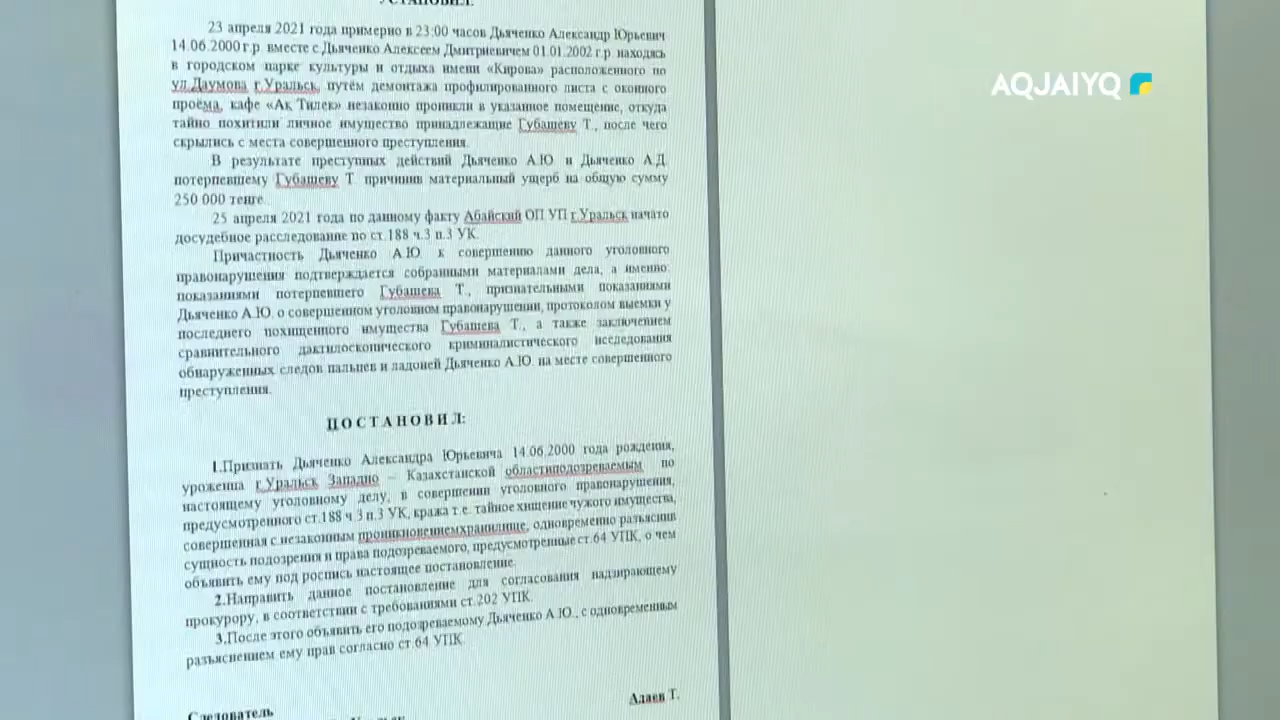 УСТАНОВИЛ:
23 апреля 2021 года примерно в 23:00 часов Дьяченко Александр Юрьевич
14.06.2000г.р. вместе с Дьяченко Алексеем Дмитриевичем 01.01.2002 г.р. находясь
в городском парке культуры и отдыха имени «Кирова» расположенного по
ул.Даумова г.Уральск, путём демонтажа профилированного листа с оконного
проёма, кафе «Ак Тилек» незаконно проникли в указанное помещение, откуда
тайно похитили личное имущество принадлежащие Губашеву Т., после чего
скрылись с места совершенного преступления.
В результате преступных действий Дьяченко А.Ю. и Дьяченко А.Д.
потерпевшему Губашеву Т. причинив материальный ущерб на общую сумму
250 000 тенге.
25 апреля 2021 года по данному факту Абайский ОП УП г.Уральск начато
досудебное расследование по ст.188 ч.3 п.3 УК.
Причастность Дьяченко А.Ю. к совершению данного уголовного
правонарушения подтверждается собранными материалами дела, а именно:
показаниями потерпевшего Губашева Т., признательными показаниями
Дьяченко А.Ю. о совершенном уголовном правонарушении, протоколом выемки у
последнего похищенного имущества Губашева Т., а также заключением
сравнительного дактилоскопического криминалистического исследования
обнаруженных следов пальцев и ладоней Дьяченко А.Ю. на месте совершенного
преступления.
ПОСТАНОВИЛ:
1.Признать Дьяченко Александра Юрьевича 14.06.2000 года рождения,
уроженца г.Уральск Западно – Казахстанской областиподозреваемым по
настоящему уголовному делу, в совершении уголовного правонарушения,
предусмотренного ст.188 ч.3 п.3 УК, кража т.е. тайное хищение чужого имущества,
совершенная с незаконным проникновениемхранилище, одновременно разъяснив
сущность подозрения и права подозреваемого, предусмотренные ст.64 УПК, о чем
объявить ему под роспись настоящее постановление.
2.Направить данное постановление для согласования надзирающему
прокурору, в соответствии с требованиями ст.202 УПК.
3.После этого объявить его подозреваемому Дьяченко А.Ю., с одновременным
разъяснением ему прав согласно ст.64 УПК.
Адаев Т.
Следователь
AQJAIYQ